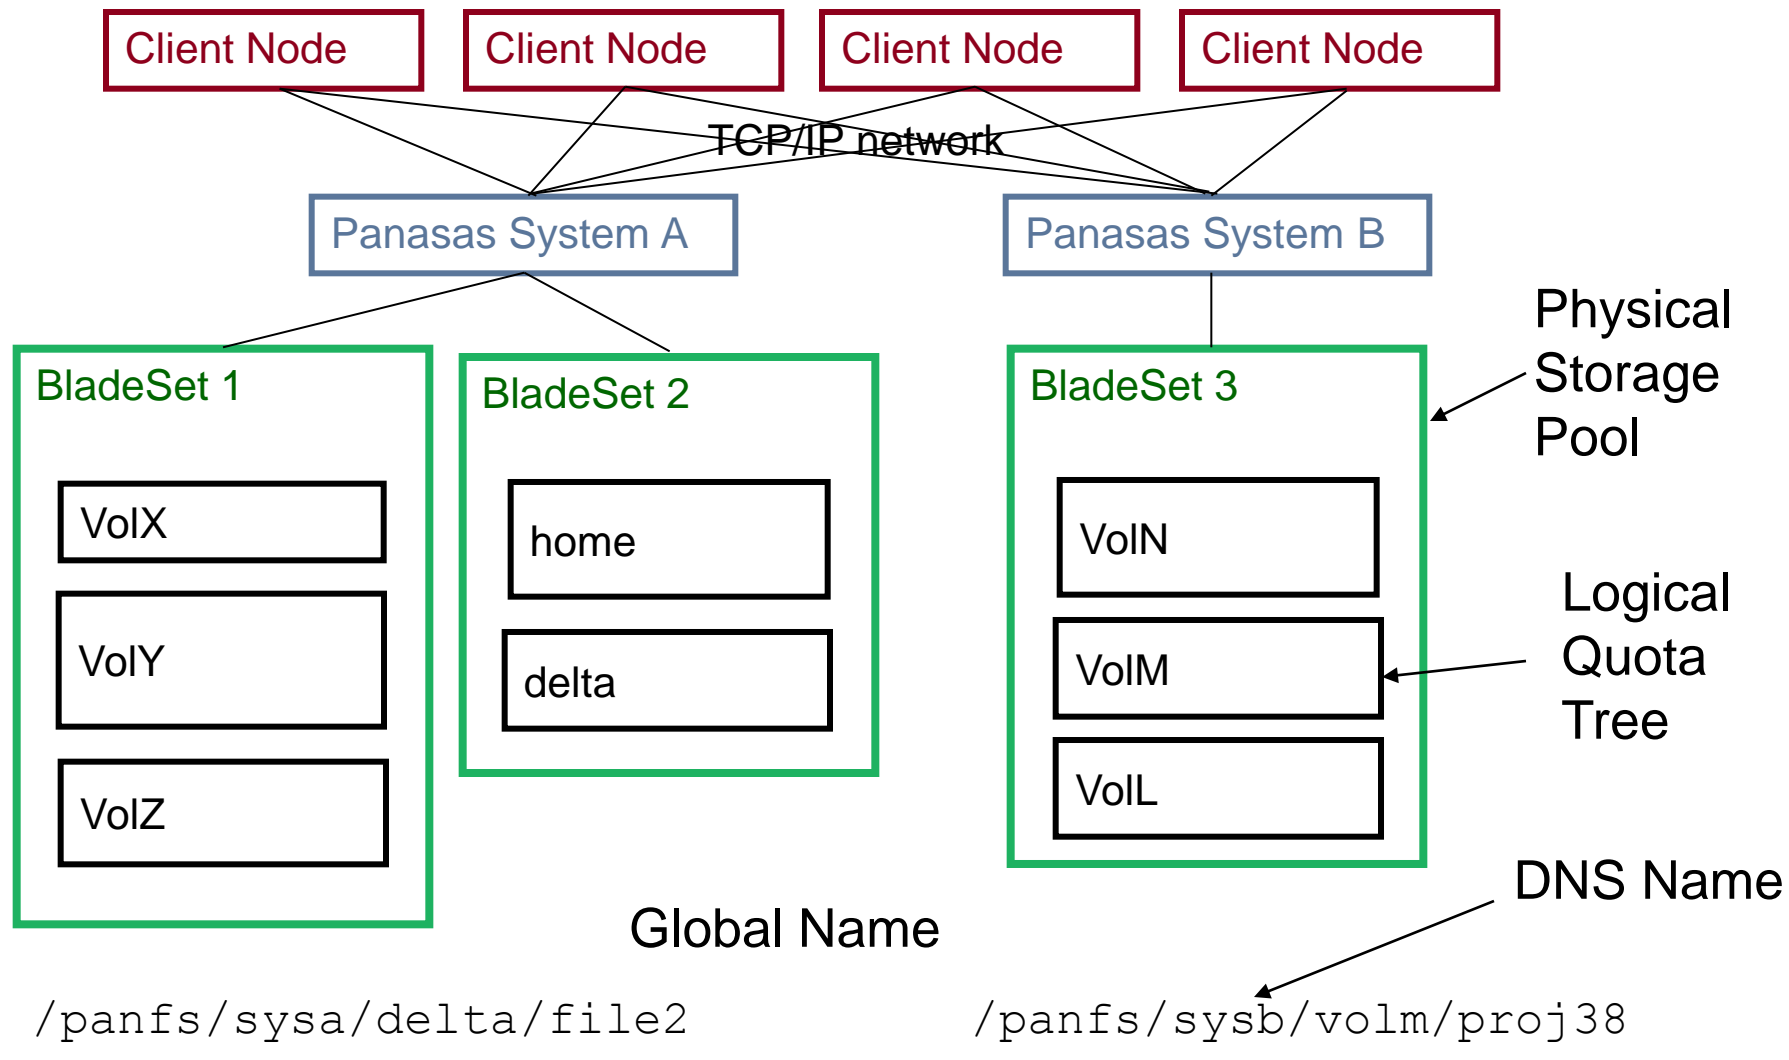 Client Node
Client Node
Client Node
Client Node
TCP/IP network
Panasas System A
Panasas System B
BladeSet 1
VolX
VolY
VolZ
BladeSet 2
home
delta
BladeSet 3
VolN
VolM
VolL
Physical
Storage
Pool
Logical
Quota
Tree
DNS Name
Global Name
/panfs/sysa/delta/file2
/panfs/sysb/volm/proj38